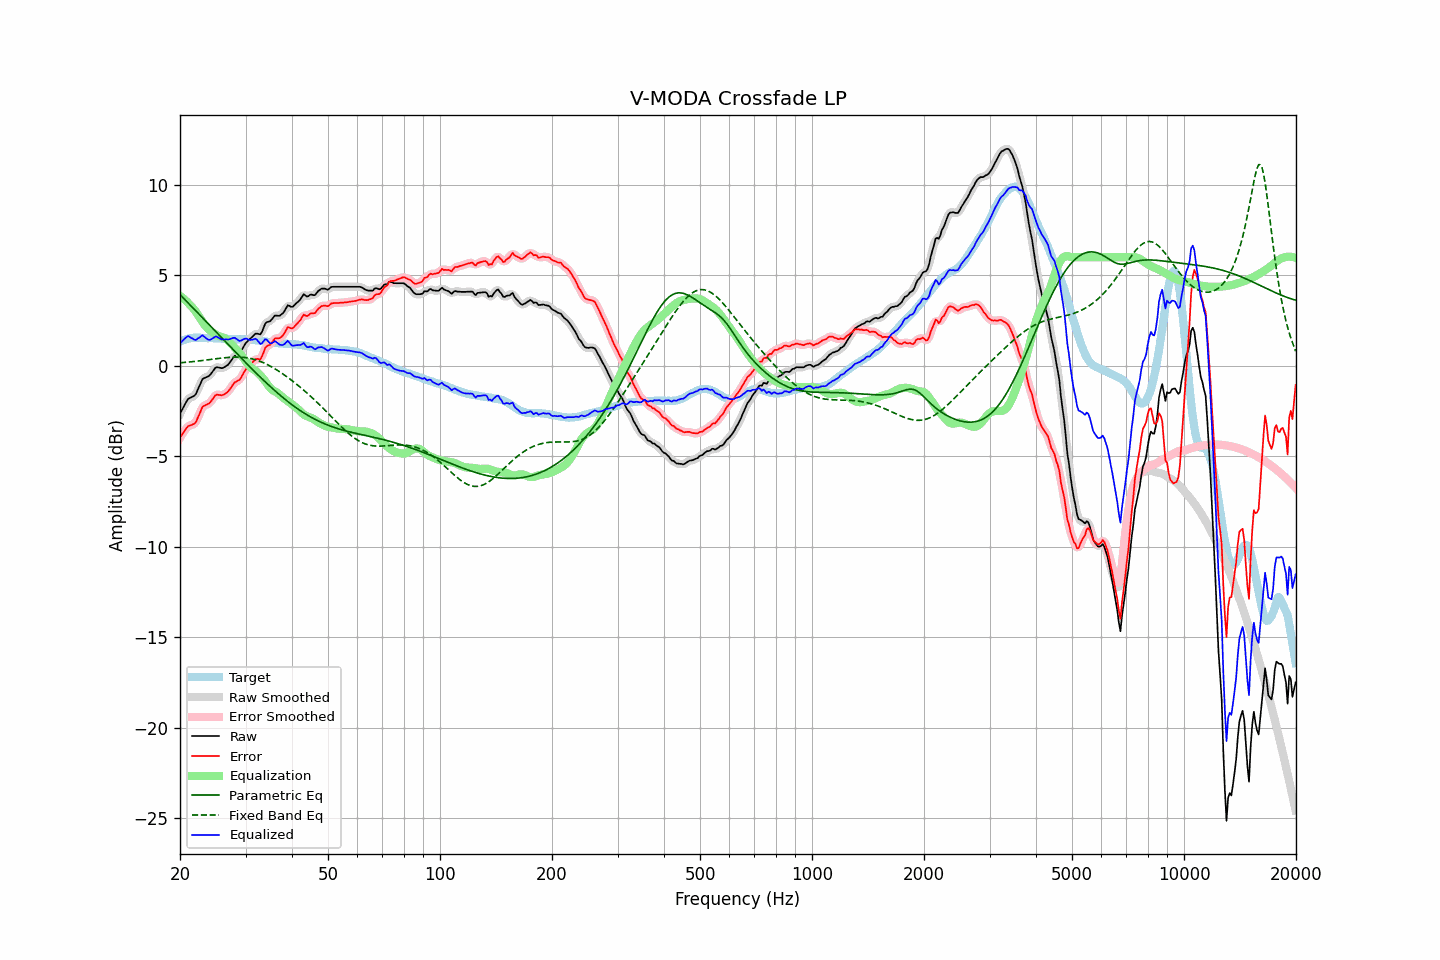 V-MODA Crossfade LP
Amplitude (dBr)
10
5
0
−5
−10
−15
−20
−25
Target
Raw Smoothed
Error Smoothed
Raw
Error
Equalization
Parametric Eq
Fixed Band Eq
Equalized
20 50 100 200 500 1000 2000 5000 10000 20000
Frequency (Hz)